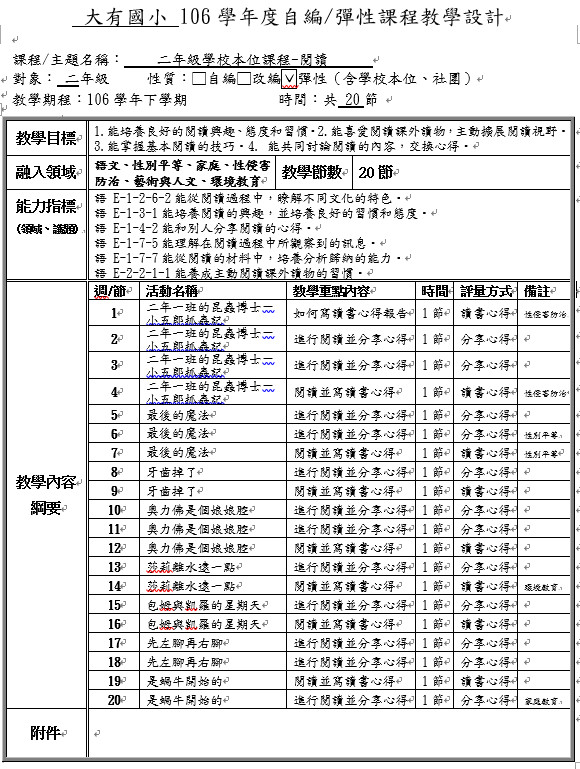 大有國小 106 學年度自編/彈性課程教學設計
課程/主題名稱： 二年級學校本位課程-閱讀
對象： 二年級 性質：□自編□改編☑彈性（含學校本位、社團）
教學期程：106 學年下學期 時間：共 20 節
教學目標 1.能培養良好的閱讀興趣、態度和習慣。2.能喜愛閱讀課外讀物，主動擴展閱讀視野。
3.能掌握基本閱讀的技巧。4. 能共同討論閱讀的內容，交換心得。
融入領域 語文、性別平等、家庭、性侵害防治、藝術與人文、環境教育 教學節數 20 節
能力指標
(領域、議題)
語 E-1-2-6-2 能從閱讀過程中，瞭解不同文化的特色。
語 E-1-3-1 能培養閱讀的興趣，並培養良好的習慣和態度。
語 E-1-4-2 能和別人分享閱讀的心得。
語 E-1-7-5 能理解在閱讀過程中所觀察到的訊息。
語 E-1-7-7 能從閱讀的材料中，培養分析歸納的能力。
語 E-2-2-1-1 能養成主動閱讀課外讀物的習慣。
教學內容綱要
週/節 活動名稱 教學重點內容 時間 評量方式 備註
1 二年一班的昆蟲博士—小五郎抓蟲記 如何寫讀書心得報告 1 節 讀書心得 性侵害防治
2 二年一班的昆蟲博士—小五郎抓蟲記 進行閱讀並分享心得 1 節 分享心得
3 二年一班的昆蟲博士—小五郎抓蟲記 進行閱讀並分享心得 1 節 分享心得
4 二年一班的昆蟲博士—小五郎抓蟲記 閱讀並寫讀書心得 1 節 讀書心得 性侵害防治
5 最後的魔法 進行閱讀並分享心得 1 節 分享心得
6 最後的魔法 進行閱讀並分享心得 1 節 分享心得 性別平等
7 最後的魔法 閱讀並寫讀書心得 1 節 讀書心得 性別平等
8 牙齒掉了 進行閱讀並分享心得 1 節 分享心得
9 牙齒掉了 閱讀並寫讀書心得 1 節 讀書心得
10 奧力佛是個娘娘腔 進行閱讀並分享心得 1 節 分享心得
11 奧力佛是個娘娘腔 進行閱讀並分享心得 1 節 分享心得
12 奧力佛是個娘娘腔 閱讀並寫讀書心得 1 節 讀書心得
13 莎莉離水遠一點 進行閱讀並分享心得 1 節 分享心得
14 莎莉離水遠一點 閱讀並寫讀書心得 1 節 讀書心得 環境教育
15 包姆與凱羅的星期天 進行閱讀並分享心得 1 節 分享心得
16 包姆與凱羅的星期天 閱讀並寫讀書心得 1 節 讀書心得
17 先左腳再右腳 進行閱讀並分享心得 1 節 分享心得
18 先左腳再右腳 進行閱讀並分享心得 1 節 分享心得
19 是蝸牛開始的 閱讀並寫讀書心得 1 節 讀書心得
20 是蝸牛開始的 進行閱讀並分享心得 1 節 分享心得 家庭教育
附件